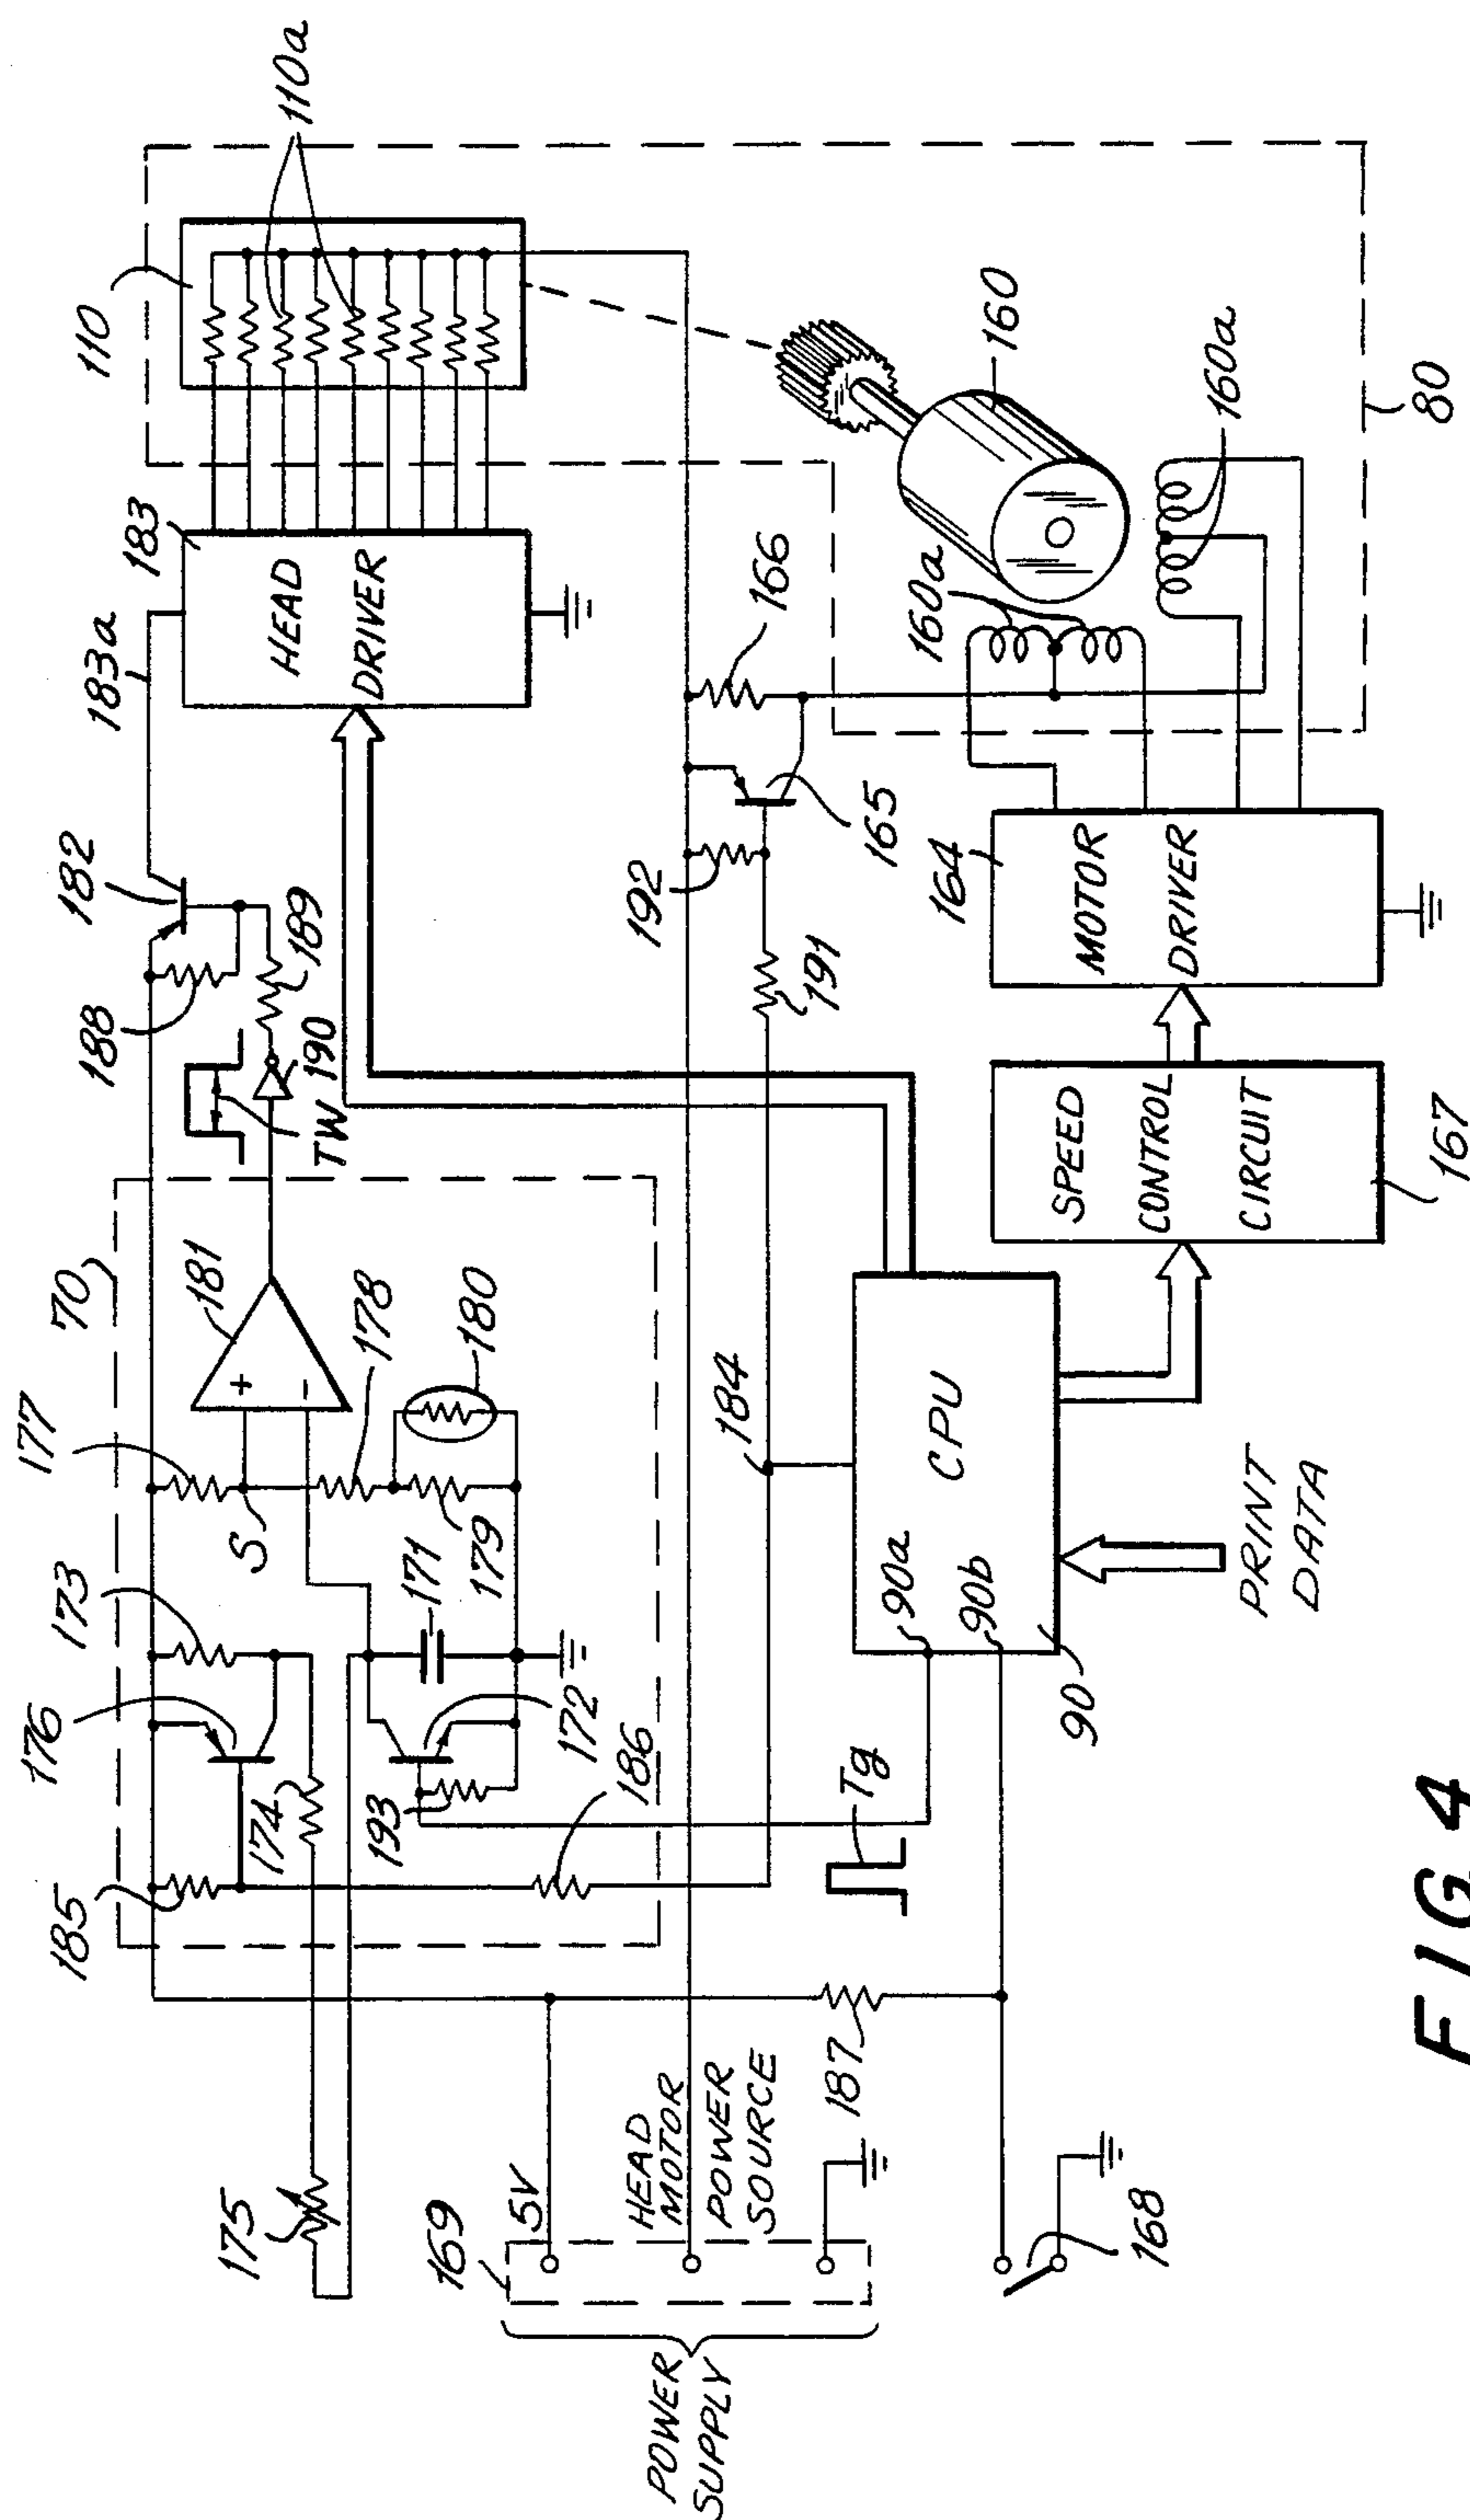 110
110a
183
183a
HEAD
DRIVER
182
188
189
190
TW
70
181
177
178
180
S
173
171
179
176
174
172
193
186
185
175
166
165
192
191
160
160a
160a
80
164
MOTOR
DRIVER
SPEED
CONTROL
CIRCUIT
167
184
CPU
90a
90b
90
PRINT
DATA
Tg
187
169
5V
HEAD
MOTOR
POWER
SOURCE
168
POWER
SUPPLY
FIG 4